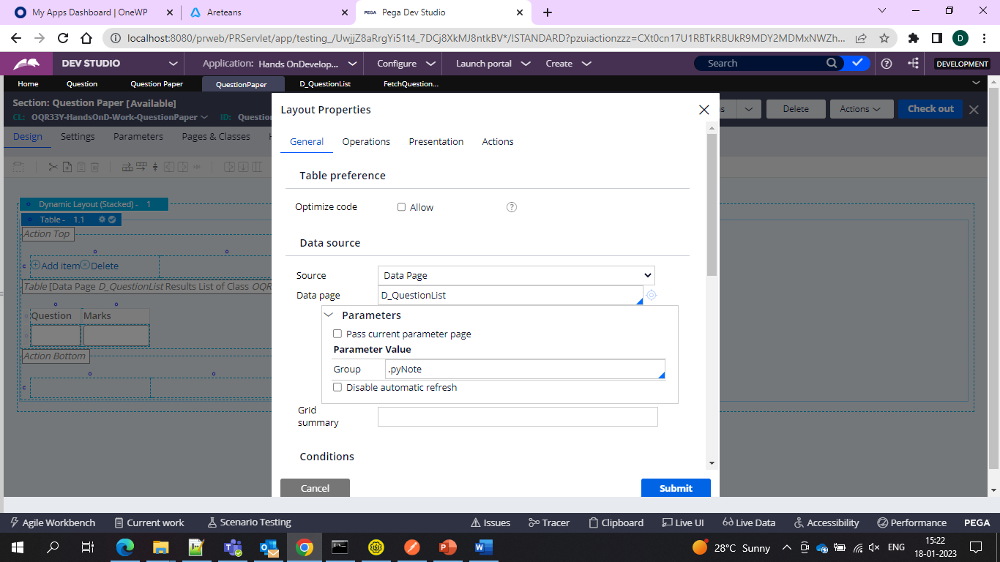 My Apps Dashboard | OneWP
Areteans
PEGA Pega Dev Studio
localhost:8080/prweb/PRServlet/app/testing_/UwjjZ8aRrgYi51t4_7DCj8XkMJ8ntkBV*/!STANDARD?pzuiactionzzz=CXt0cn17U1RBTkRBUkR9MDY2MDMxNWZh...
D
DEV STUDIO
Application: Hands OnDevelop...
Configure
Launch portal
Create
Search
DEVELOPMENT
Home
Question
Question Paper
QuestionPaper
D_QuestionList
FetchQuestion...
Section: Question Paper [Available]
CL: OQR33Y-HandsOnD-Work-QuestionPaper
ID: Question
Delete
Actions
Check out
Design
Settings
Parameters
Pages & Classes
Dynamic Layout (Stacked) - 1
Table - 1.1
Action Top
Add item
Delete
Table [Data Page D_QuestionList Results List of Class OQR
Question
Marks
Action Bottom
Layout Properties
General
Operations
Presentation
Actions
Table preference
Optimize code
Allow
?
Data source
Source
Data Page
Data page
D_QuestionList
Parameters
Pass current parameter page
Parameter Value
Group
.pyNote
Disable automatic refresh
Grid
summary
Conditions
Cancel
Submit
Agile Workbench
Current work
Scenario Testing
Issues
Tracer
Clipboard
Live UI
Live Data
Accessibility
Performance
PEGA
28°C Sunny
ENG
15:22
18-01-2023